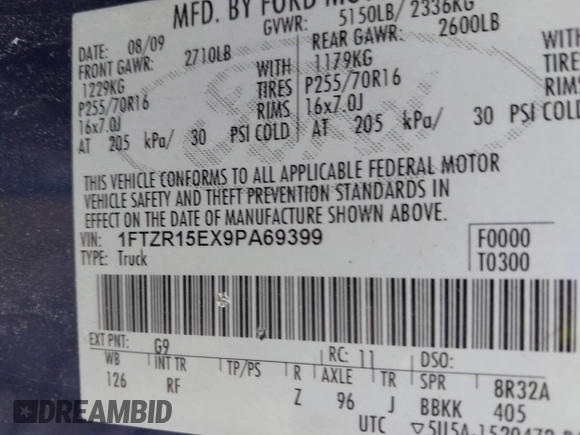 MFD. BY FORD
DATE: 08/09
GVWR: 5150LB/ 2336KG
FRONT GAWR: 2710LB
REAR GAWR: 2600LB
1229KG WITH
1179KG WITH
P255/70R16 TIRES
P255/70R16 TIRES
16x7.0J RIMS
16x7.0J RIMS
AT 205 kPa/ 30 PSI COLD
AT 205 kPa/ 30 PSI COLD
THIS VEHICLE CONFORMS TO ALL APPLICABLE FEDERAL MOTOR
VEHICLE SAFETY AND THEFT PREVENTION STANDARDS IN
EFFECT ON THE DATE OF MANUFACTURE SHOWN ABOVE.
VIN: 1FTZR15EX9PA69399
TYPE: Truck
F0000
T0300
EXT PNT: G9
RC: 11
DSO:
WB
INT TR
TP/PS
R
AXLE
TR
SPR
8R32A
126
RF
Z
96
J
BBKK
405
UTC
DREAMBID